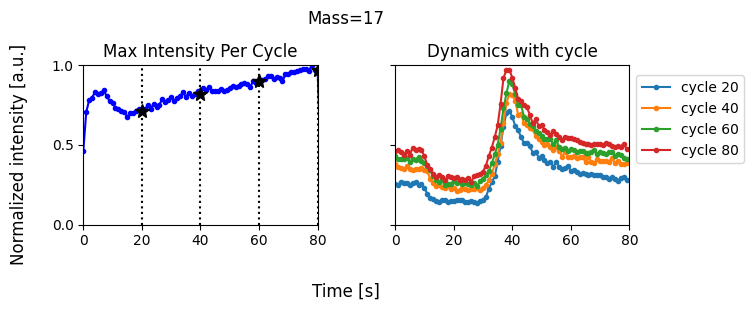 Mass=17
Max Intensity Per Cycle
Dynamics with cycle
Normalized intensity [a.u.]
1.0
0.5
0.0
0 20 40 60 80
0 20 40 60 80
cycle 20
cycle 40
cycle 60
cycle 80
Time [s]